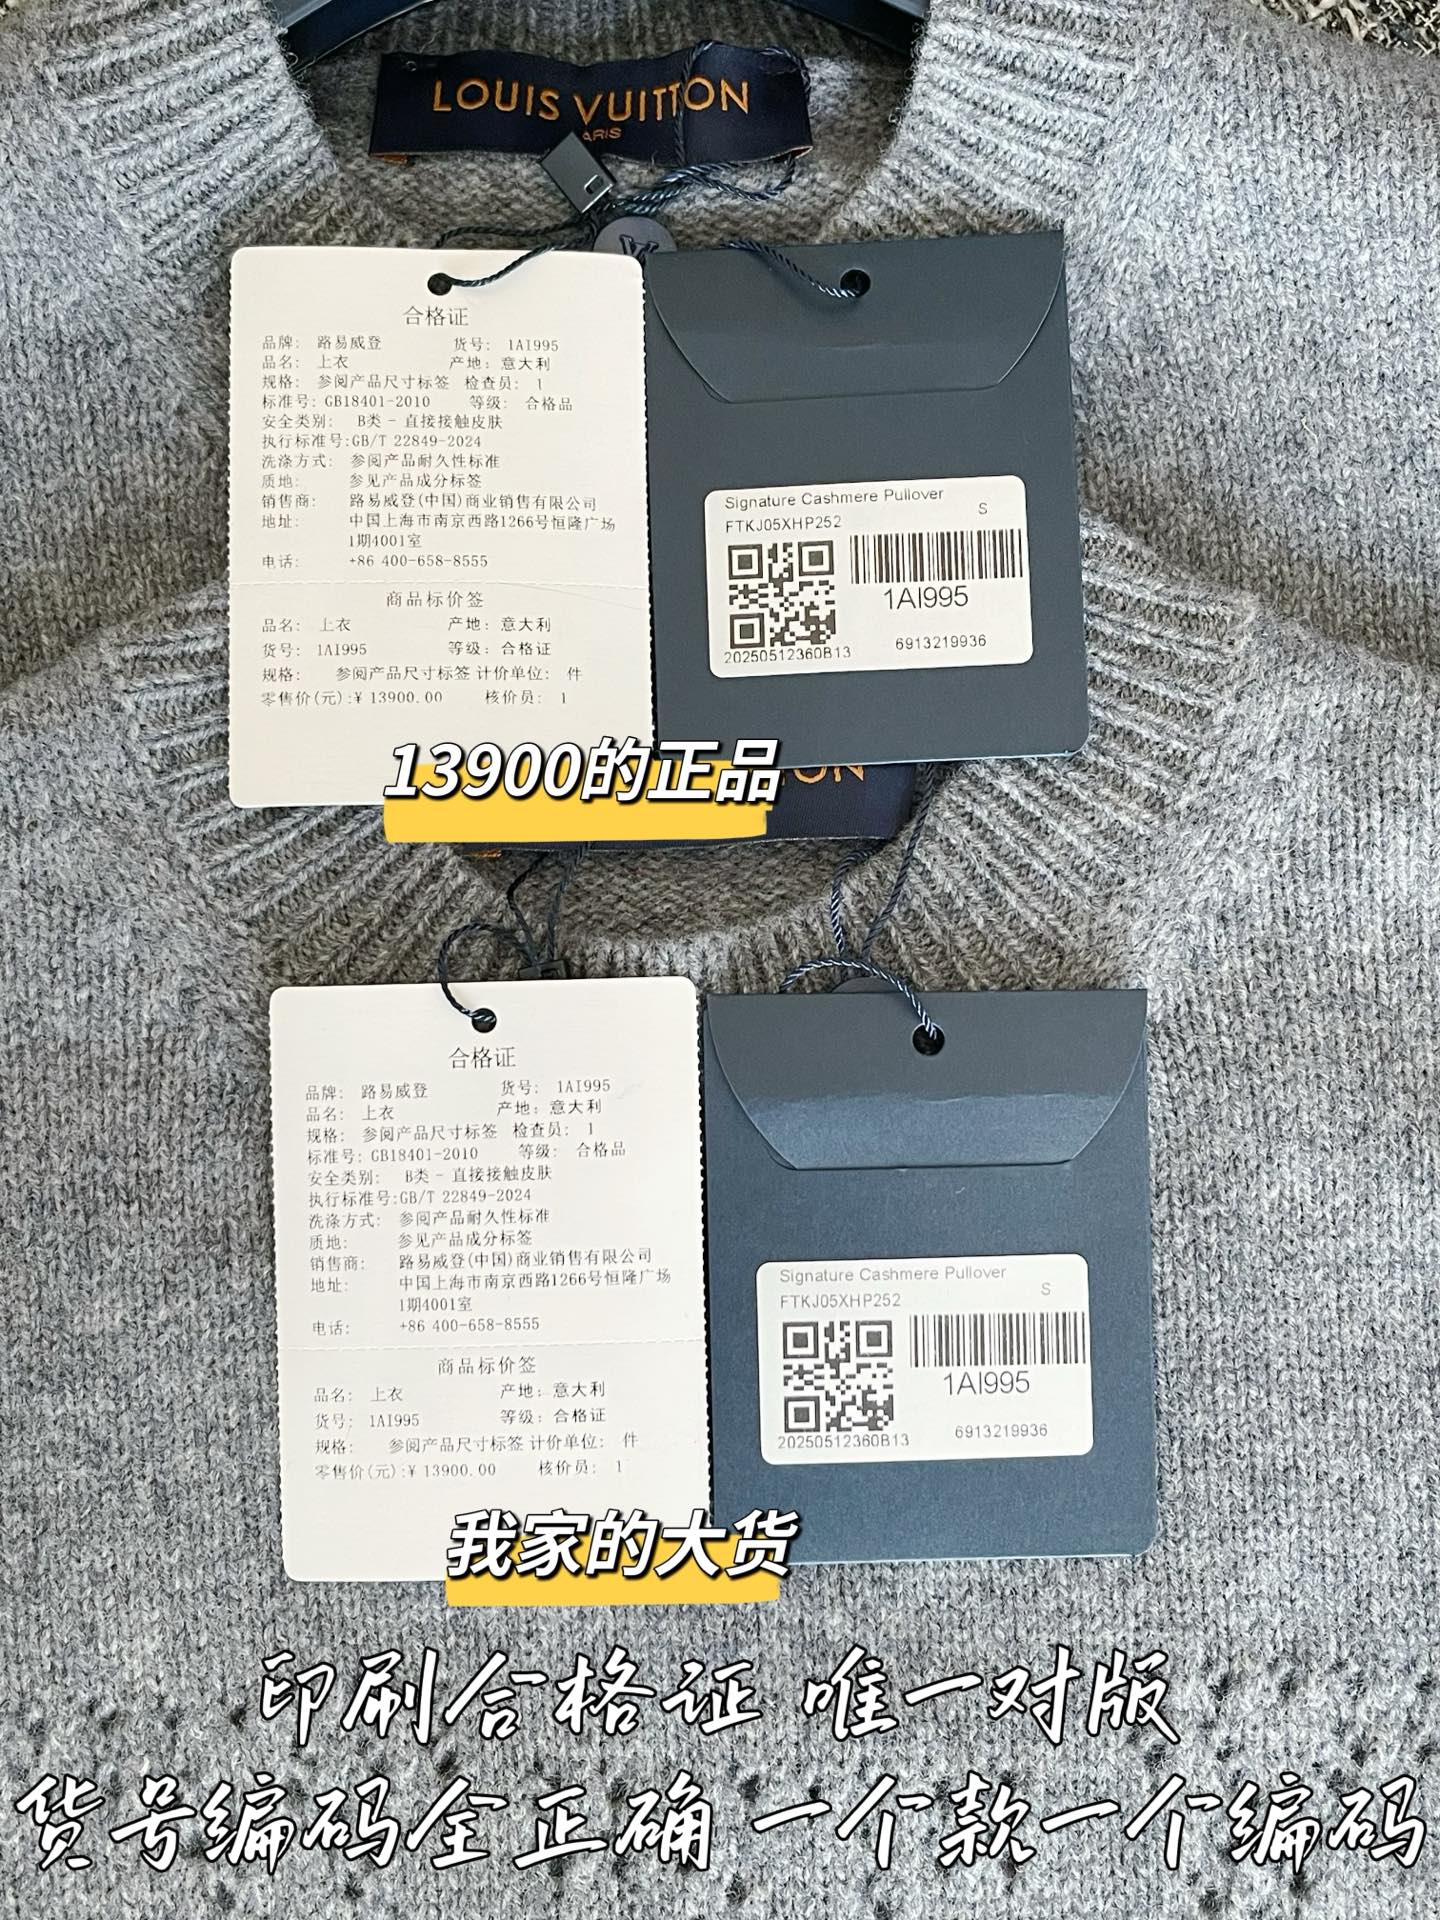 LOUIS VUITTON
合格证
品牌: 路易威登 货号: 1AI995
品名: 上衣 产地: 意大利
规格: 参阅产品尺寸标签 检查员: 1
标准号: GB18401-2010 等级: 合格品
安全类别: B类 - 直接接触皮肤
执行标准号:GB/T 22849-2024
洗涤方式: 参阅产品耐久性标准
质地: 参见产品成分标签
销售商: 路易威登(中国)商业销售有限公司
地址: 中国上海市南京西路1266号恒隆广场
1期4001室
电话: +86 400-658-8555
商品标价签
品名: 上衣 产地: 意大利
货号: 1AI995 等级: 合格证
规格: 参阅产品尺寸标签 计价单位: 件
零售价(元):¥ 13900.00 核价员: 1
Signature Cashmere Pullover
S
FTKJ05XHP252
1AI995
20250512360B13 6913219936
13900的正品
合格证
品牌: 路易威登 货号: 1AI995
品名: 上衣 产地: 意大利
规格: 参阅产品尺寸标签 检查员: 1
标准号: GB18401-2010 等级: 合格品
安全类别: B类 - 直接接触皮肤
执行标准号:GB/T 22849-2024
洗涤方式: 参阅产品耐久性标准
质地: 参见产品成分标签
销售商: 路易威登(中国)商业销售有限公司
地址: 中国上海市南京西路1266号恒隆广场
1期4001室
电话: +86 400-658-8555
商品标价签
品名: 上衣 产地: 意大利
货号: 1AI995 等级: 合格证
规格: 参阅产品尺寸标签 计价单位: 件
零售价(元):¥ 13900.00 核价员: 1
Signature Cashmere Pullover
S
FTKJ05XHP252
1AI995
20250512360B13 6913219936
我家的大货
印刷合格证 唯一对版
货号编码全正确 一个款一个编码